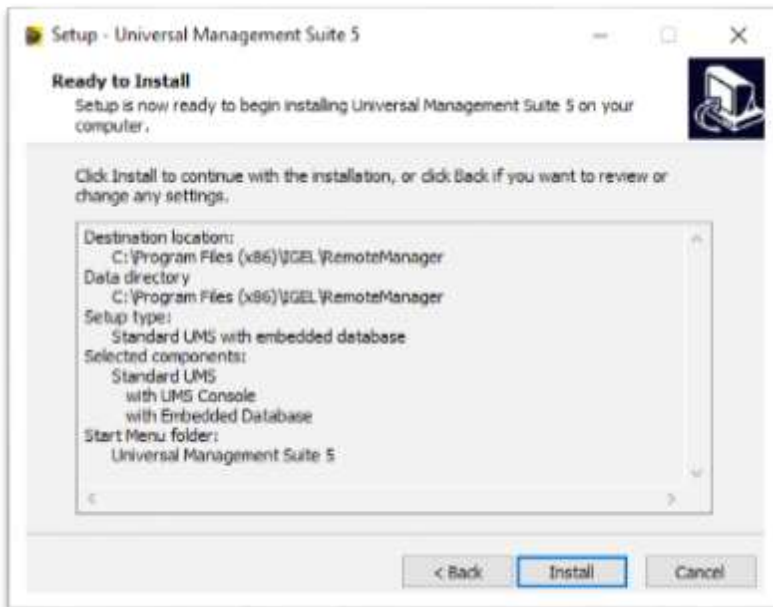 Setup - Universal Management Suite 5
Ready to Install
Setup is now ready to begin installing Universal Management Suite 5 on your
computer.
Click Install to continue with the installation, or click Back if you want to review or
change any settings.
Destination location:
C:\Program Files (x86)\IGEL\RemoteManager
Data directory
C:\Program Files (x86)\IGEL\RemoteManager
Setup type:
Standard UMS with embedded database
Selected components:
Standard UMS
with UMS Console
with Embedded Database
Start Menu folder:
Universal Management Suite 5
< Back Install Cancel